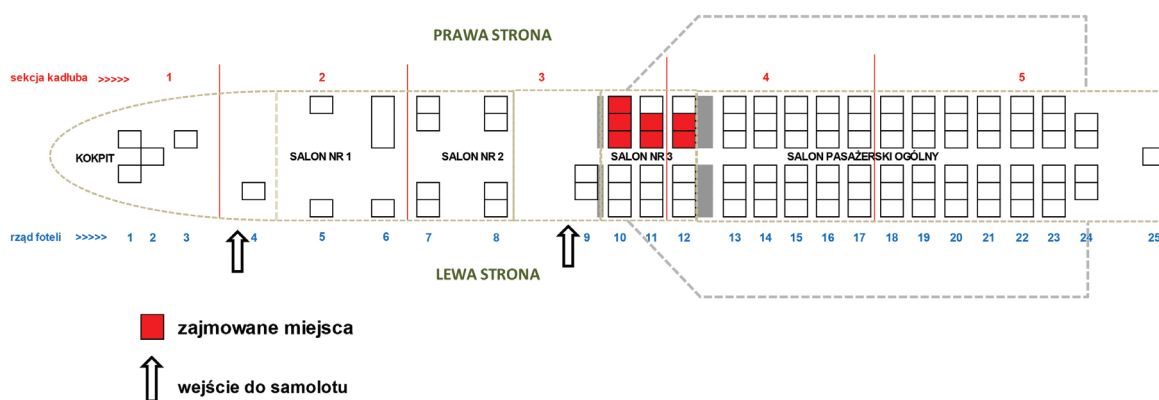 PRAWA STRONA
sekcja kadłuba >>>>> 1 2 3 4 5
KOKPIT SALON NR 1 SALON NR 2 SALON NR 3 SALON PASAŻERSKI OGÓLNY
rząd foteli >>>>> 1 2 3 4 5 6 7 8 9 10 11 12 13 14 15 16 17 18 19 20 21 22 23 24 25
LEWA STRONA
zajmowane miejsca
wejście do samolotu